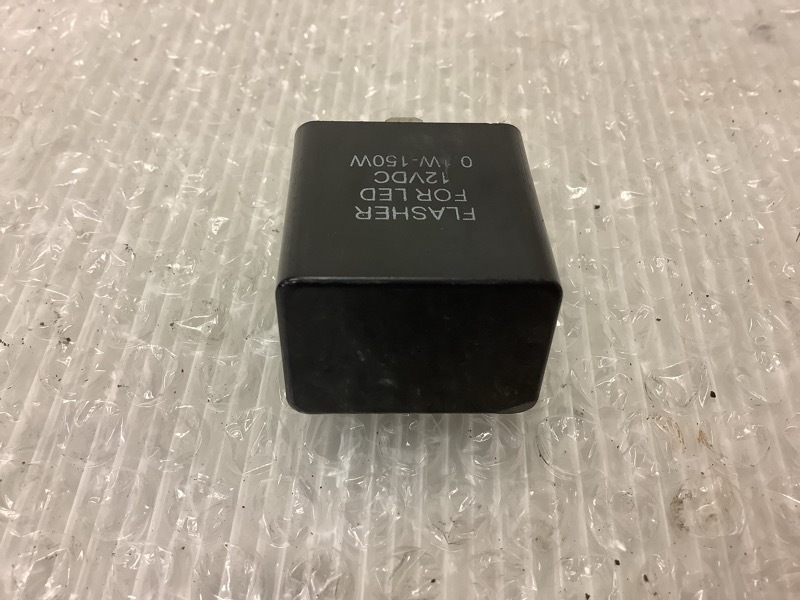 FLASHER
FOR LED
12VDC
0.1W-150W